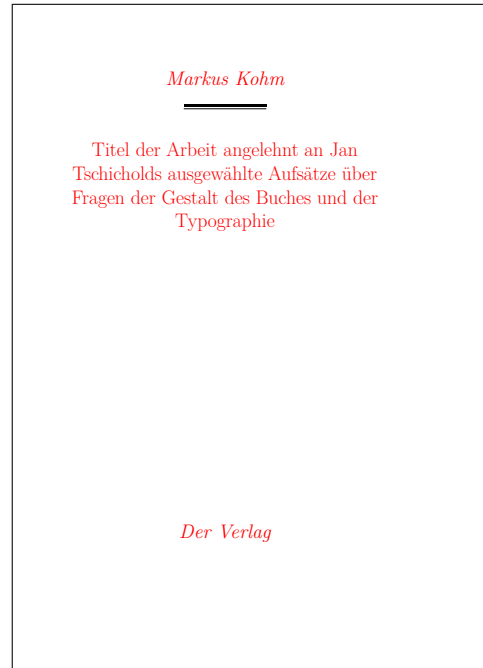 Markus Kohm
Titel der Arbeit angelehnt an Jan
Tschicholds ausgewählte Aufsätze über
Fragen der Gestalt des Buches und der
Typographie
Der Verlag